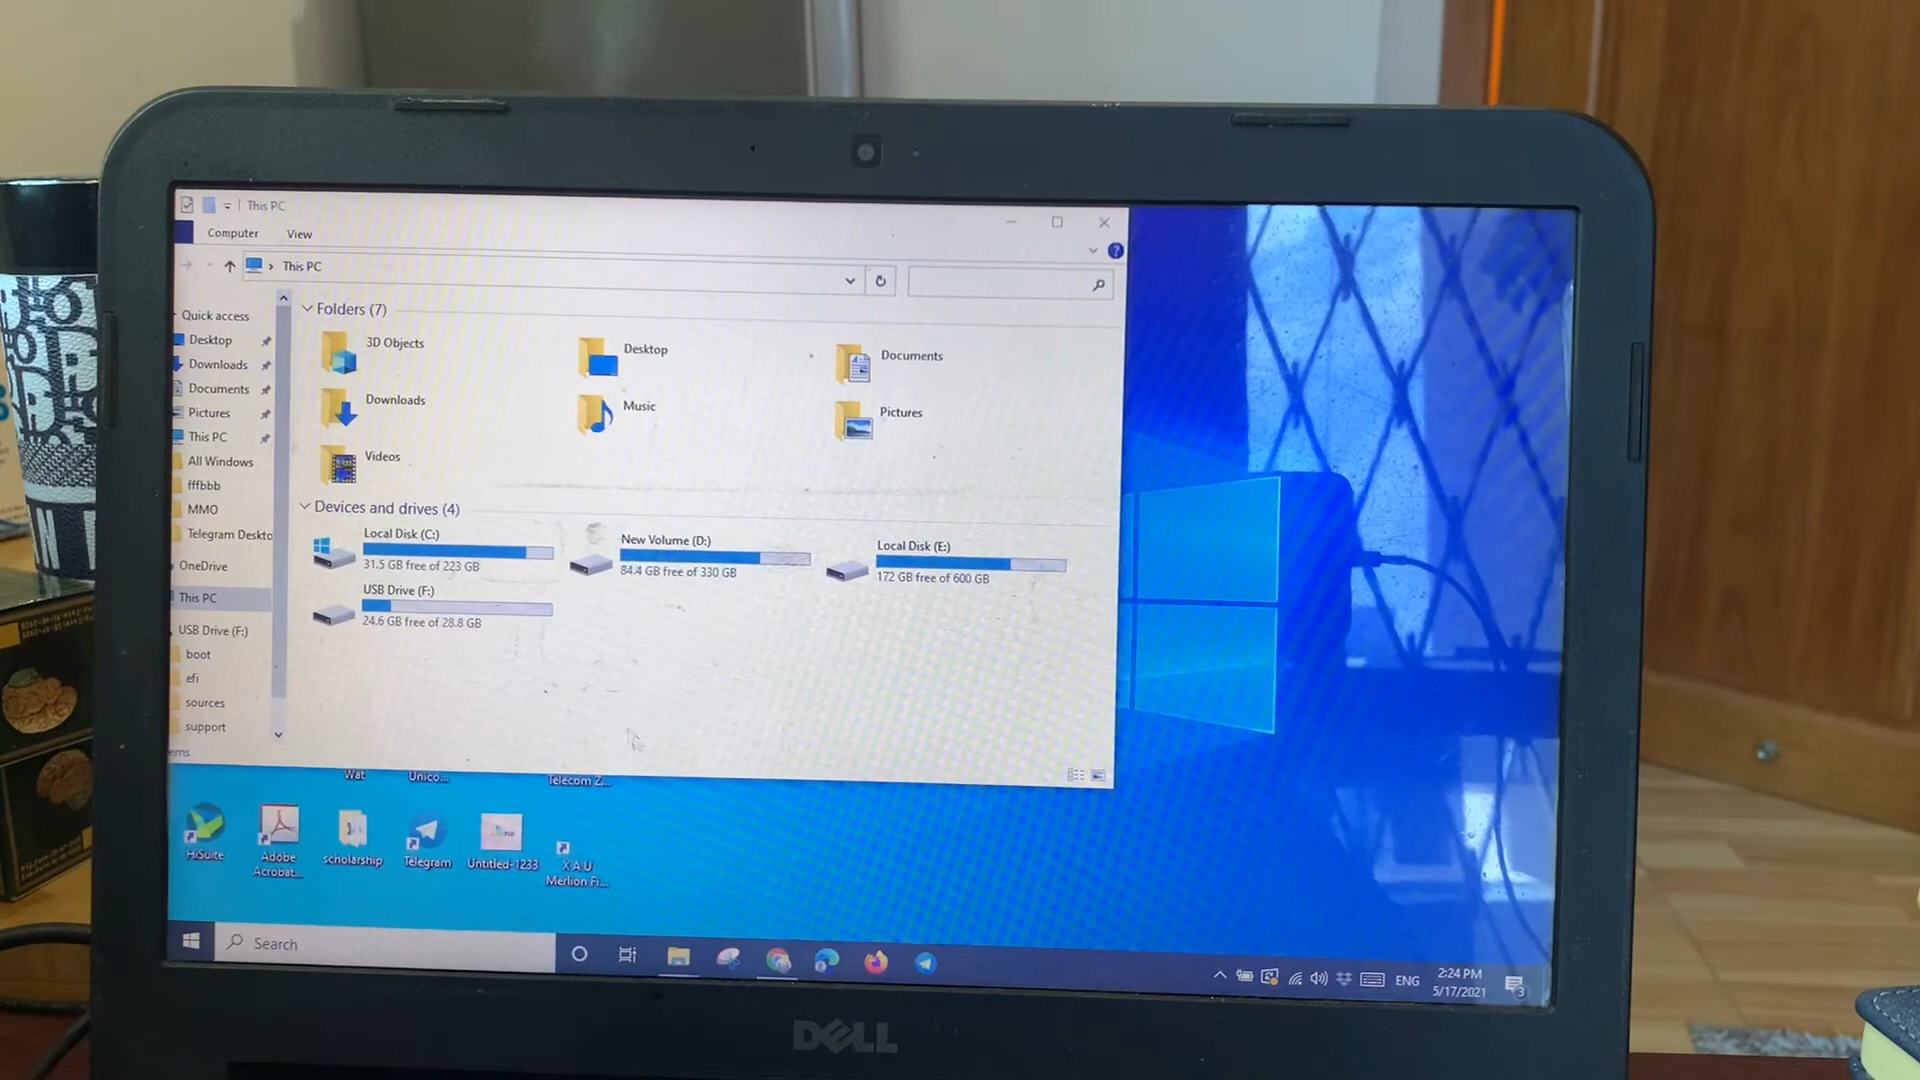 This PC
Computer
View
This PC
Quick access
Desktop
Downloads
Documents
Pictures
This PC
All Windows
fffbbb
MMO
Telegram Deskto
OneDrive
This PC
USB Drive (F:)
boot
efi
sources
support
ems
Folders (7)
3D Objects
Desktop
Documents
Downloads
Music
Pictures
Videos
Devices and drives (4)
Local Disk (C:)
31.5 GB free of 223 GB
New Volume (D:)
84.4 GB free of 330 GB
Local Disk (E:)
172 GB free of 600 GB
USB Drive (F:)
24.6 GB free of 28.8 GB
Wat
Unico...
Telecom Z...
HiSuite
Adobe
Acrobat...
scholarship
Telegram
Untitled-1233
X A U
Merlion Fi...
Search
ENG
2:24 PM
5/17/2021
3
DELL